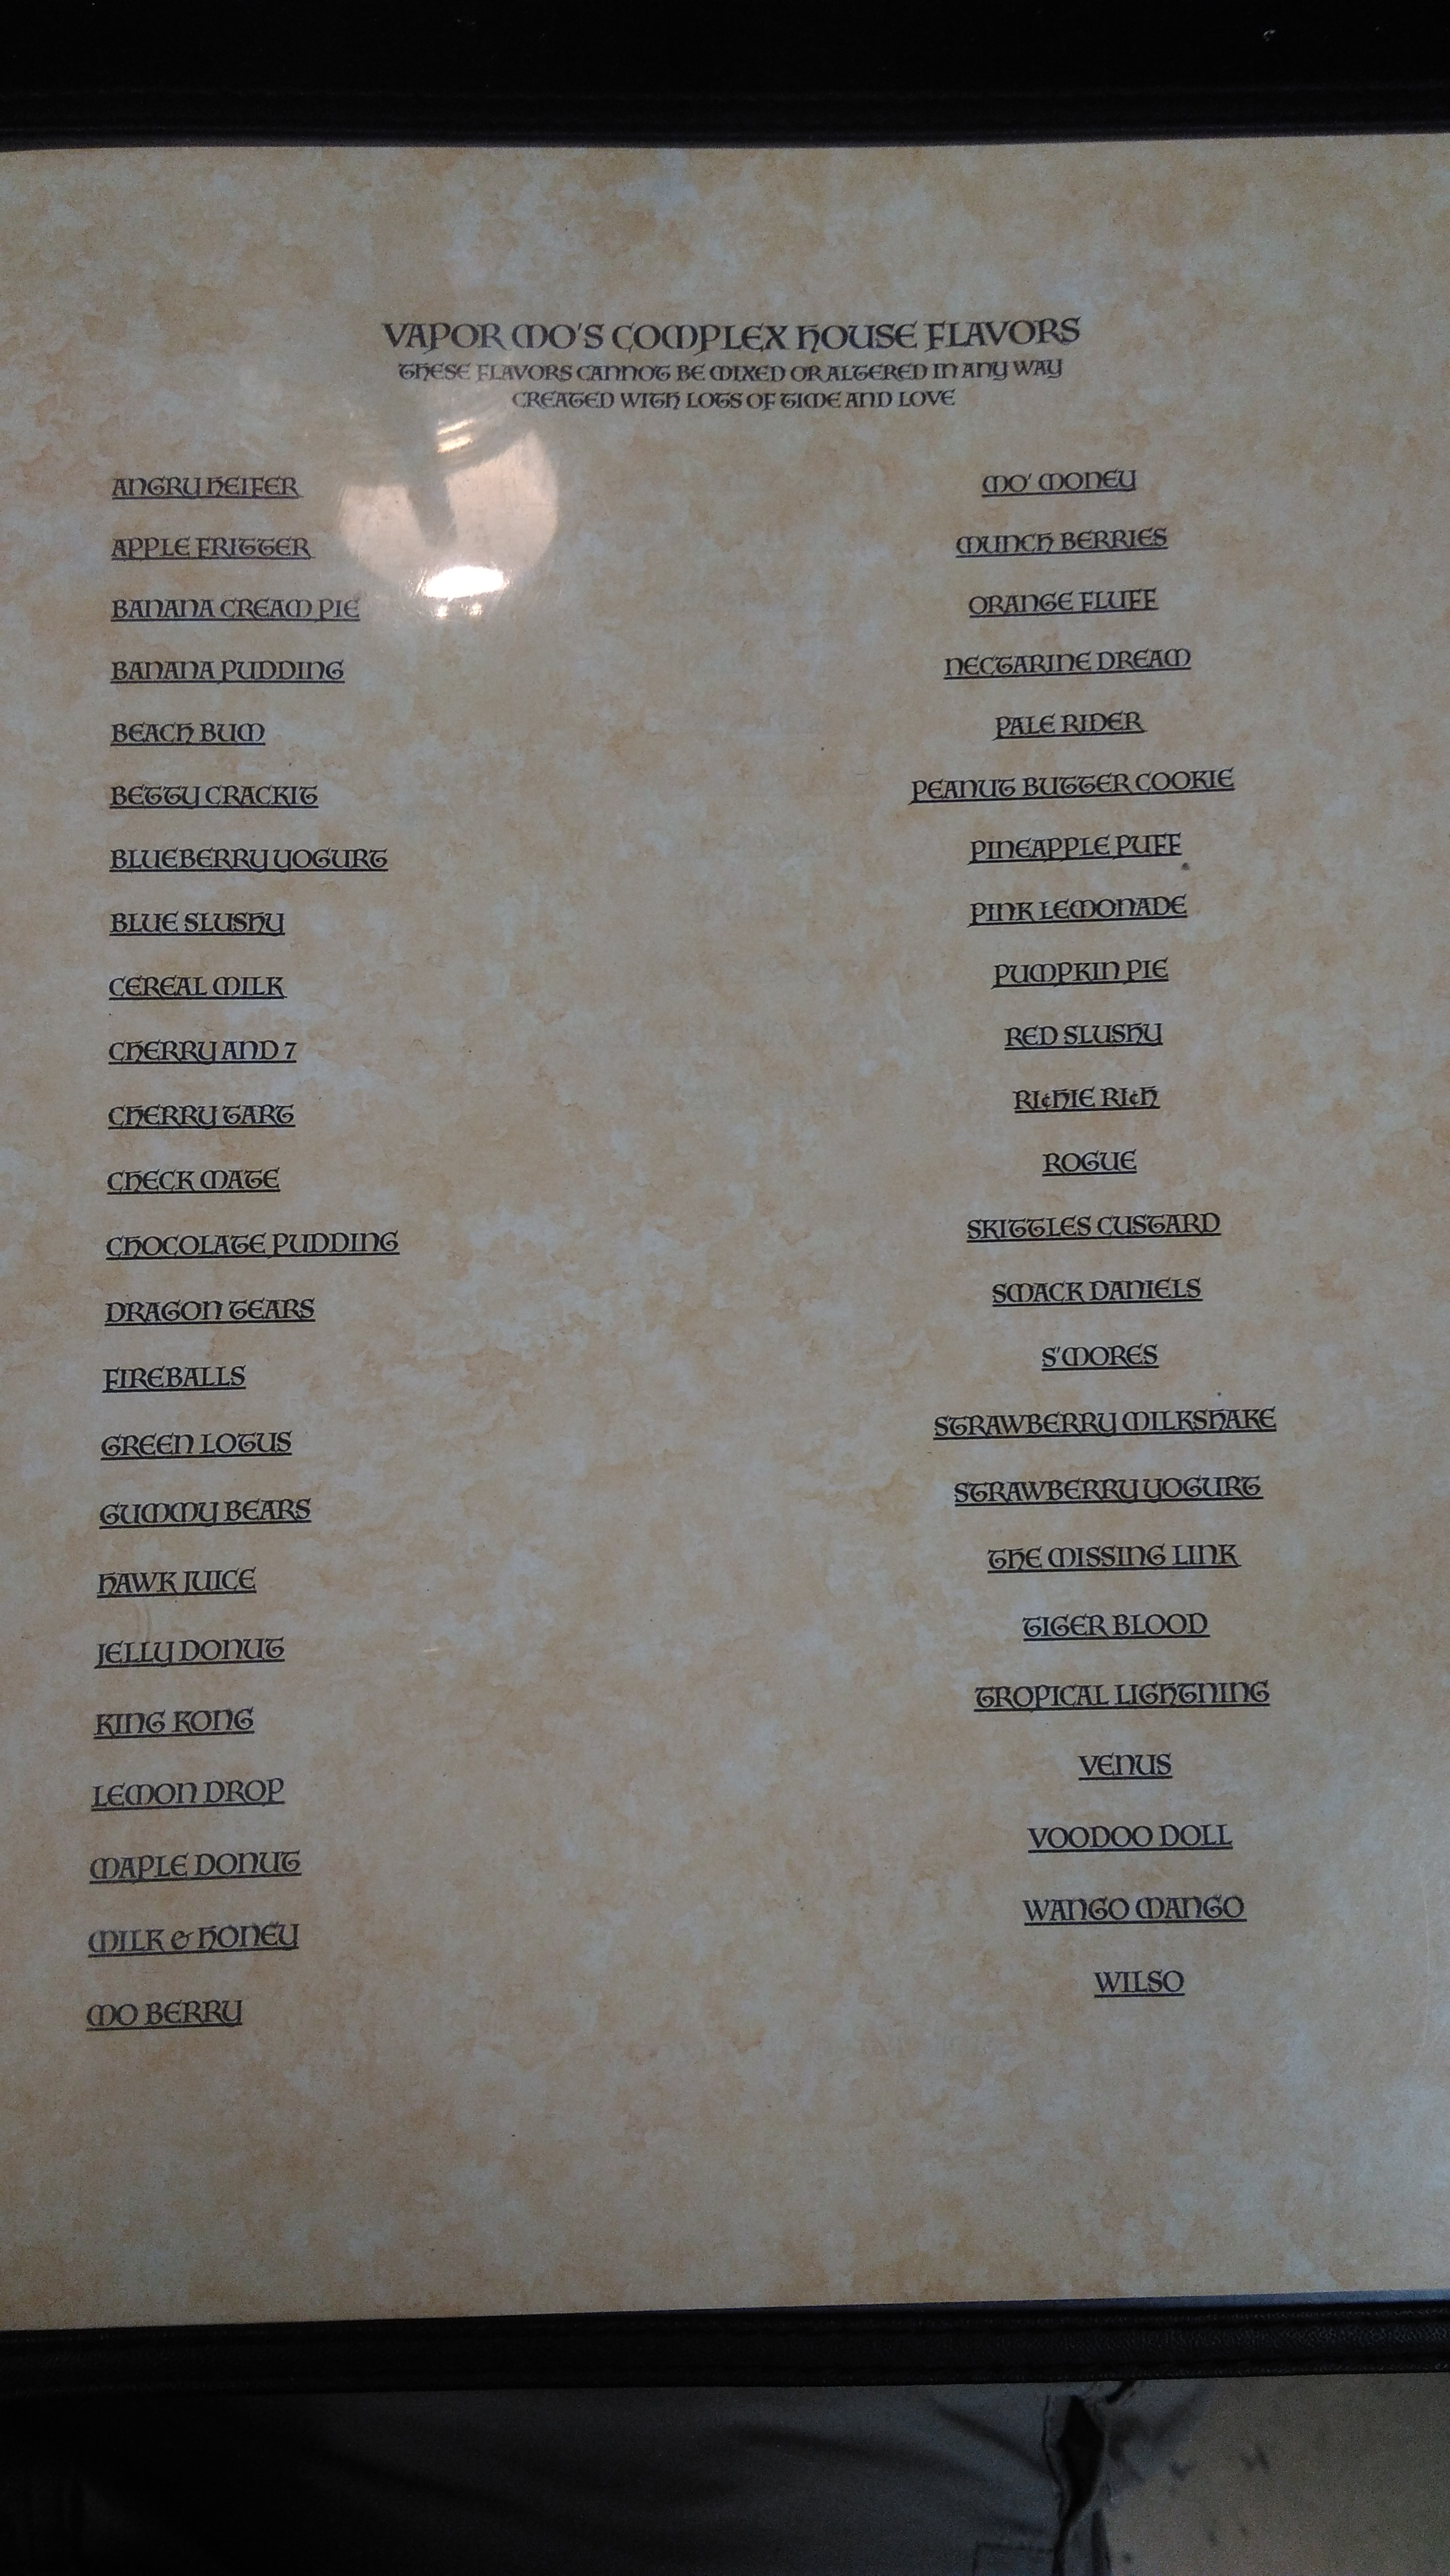 VAPOR MO'S COMPLEX HOUSE FLAVORS
THESE FLAVORS CANNOT BE MIXED OR ALTERED IN ANY WAY
CREATED WITH LOTS OF TIME AND LOVE
ANGRY HEIFER
APPLE FRITTER
BANANA CREAM PIE
BANANA PUDDING
BEACH BUM
BETTY CRACKIT
BLUEBERRY YOGURT
BLUE SLUSHY
CEREAL MILK
CHERRY AND 7
CHERRY TART
CHECK MATE
CHOCOLATE PUDDING
DRAGON TEARS
FIREBALLS
GREEN LOTUS
GUMMY BEARS
HAWK JUICE
JELLY DONUT
KING KONG
LEMON DROP
MAPLE DONUT
MILK & HONEY
MO BERRY
MO' MONEY
MUNCH BERRIES
ORANGE FLUFF
NECTARINE DREAM
PALE RIDER
PEANUT BUTTER COOKIE
PINEAPPLE PUFF
PINK LEMONADE
PUMPKIN PIE
RED SLUSHY
RI¢HIE RI¢H
ROGUE
SKITTLES CUSTARD
SMACK DANIELS
S'MORES
STRAWBERRY MILKSHAKE
STRAWBERRY YOGURT
THE MISSING LINK
TIGER BLOOD
TROPICAL LIGHTNING
VENUS
VOODOO DOLL
WANGO MANGO
WILSO